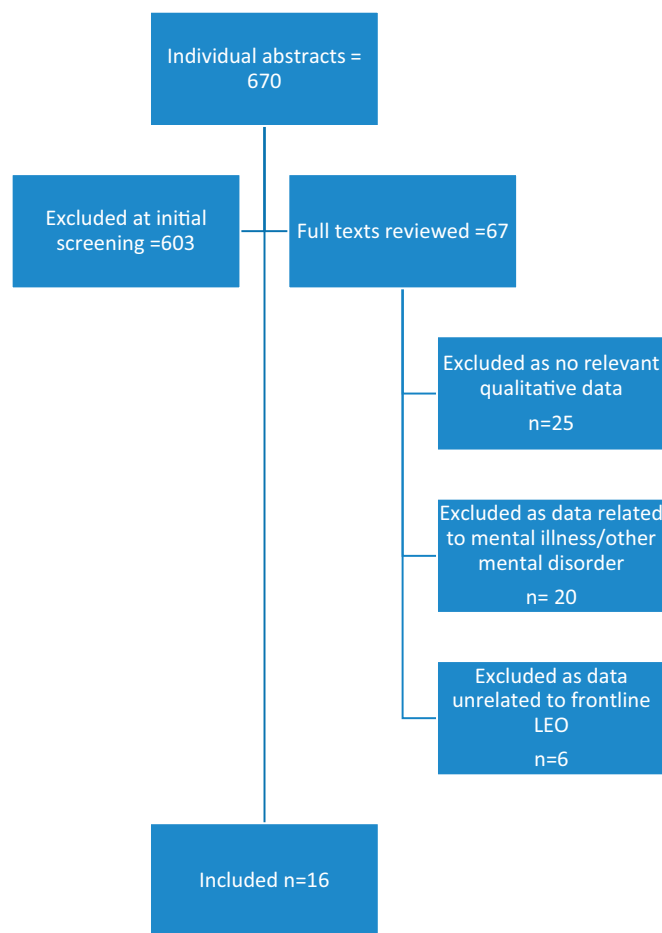 Individual abstracts =
670
Excluded at initial
screening =603
Full texts reviewed =67
Excluded as no relevant
qualitative data
n=25
Excluded as data related
to mental illness/other
mental disorder
n= 20
Excluded as data
unrelated to frontline
LEO
n=6
Included n=16